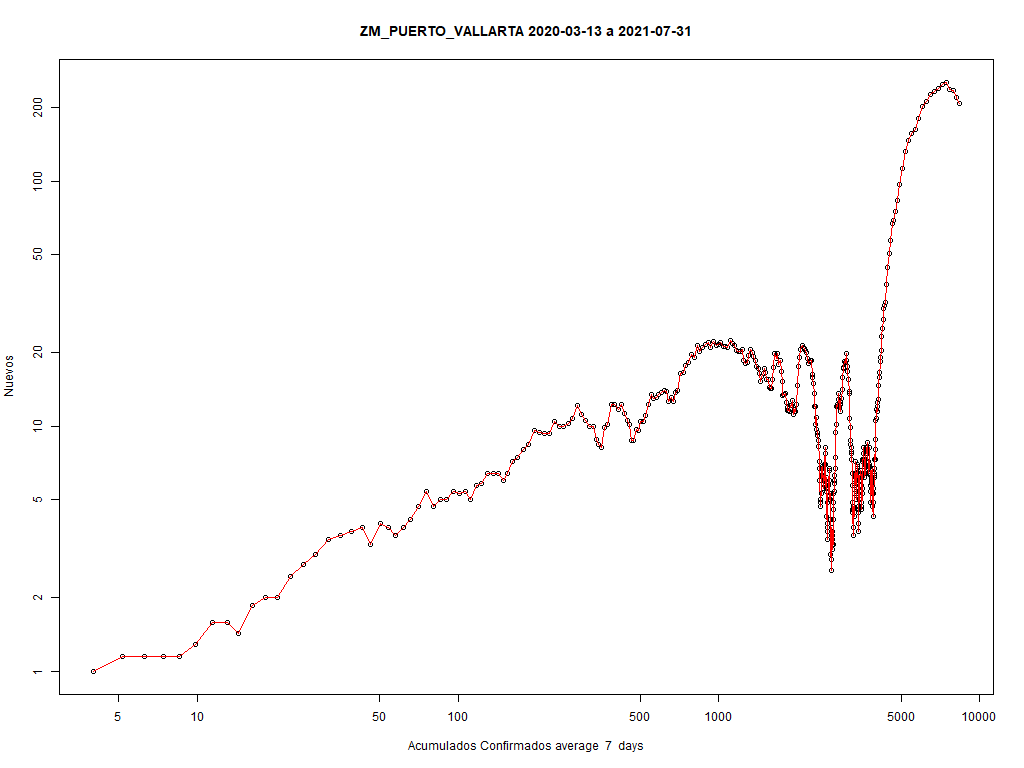 ZM_PUERTO_VALLARTA 2020-03-13 a 2021-07-31
Nuevos
200
100
50
20
10
5
2
1
5 10 50 100 500 1000 5000 10000
Acumulados Confirmados average 7 days